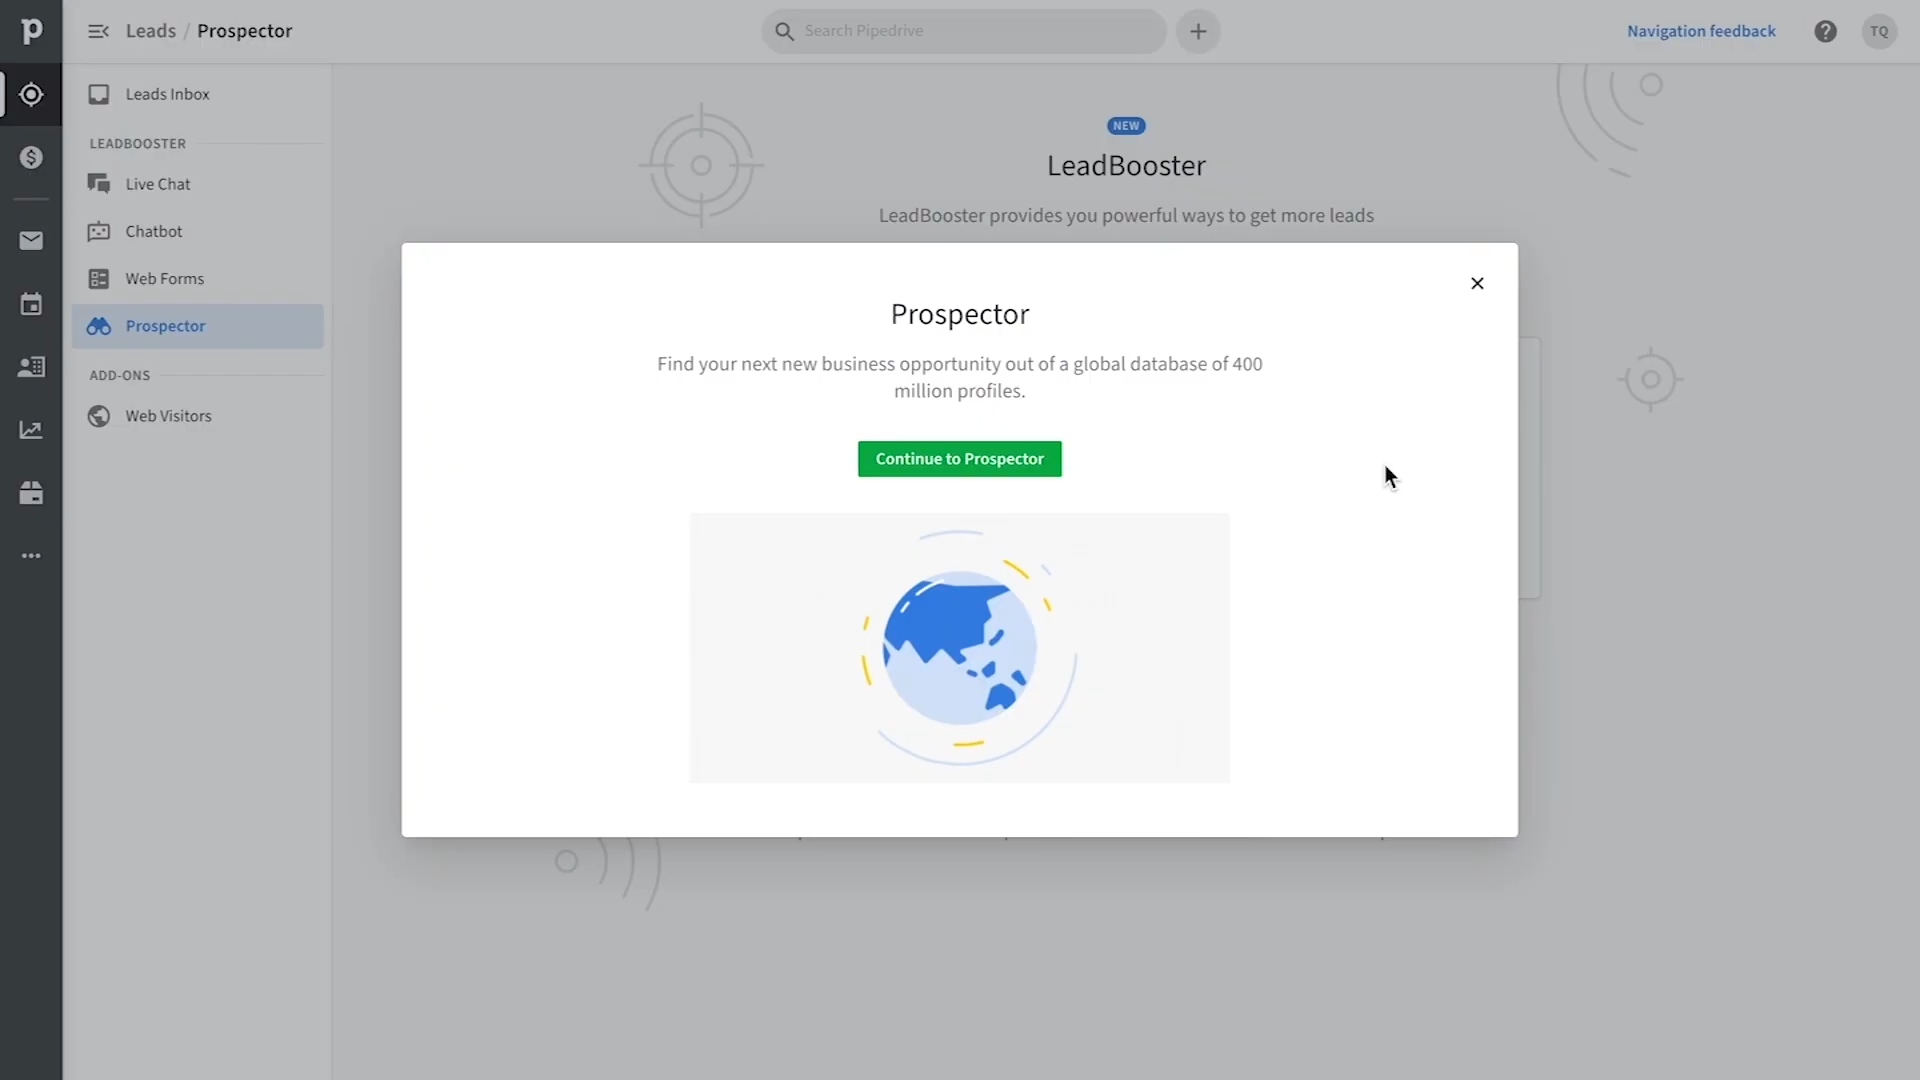 p
Leads / Prospector
Search Pipedrive
Navigation feedback
TQ
Leads Inbox
LEADBOOSTER
Live Chat
Chatbot
Web Forms
Prospector
ADD-ONS
Web Visitors
NEW
LeadBooster
LeadBooster provides you powerful ways to get more leads
Prospector
Find your next new business opportunity out of a global database of 400
million profiles.
Continue to Prospector